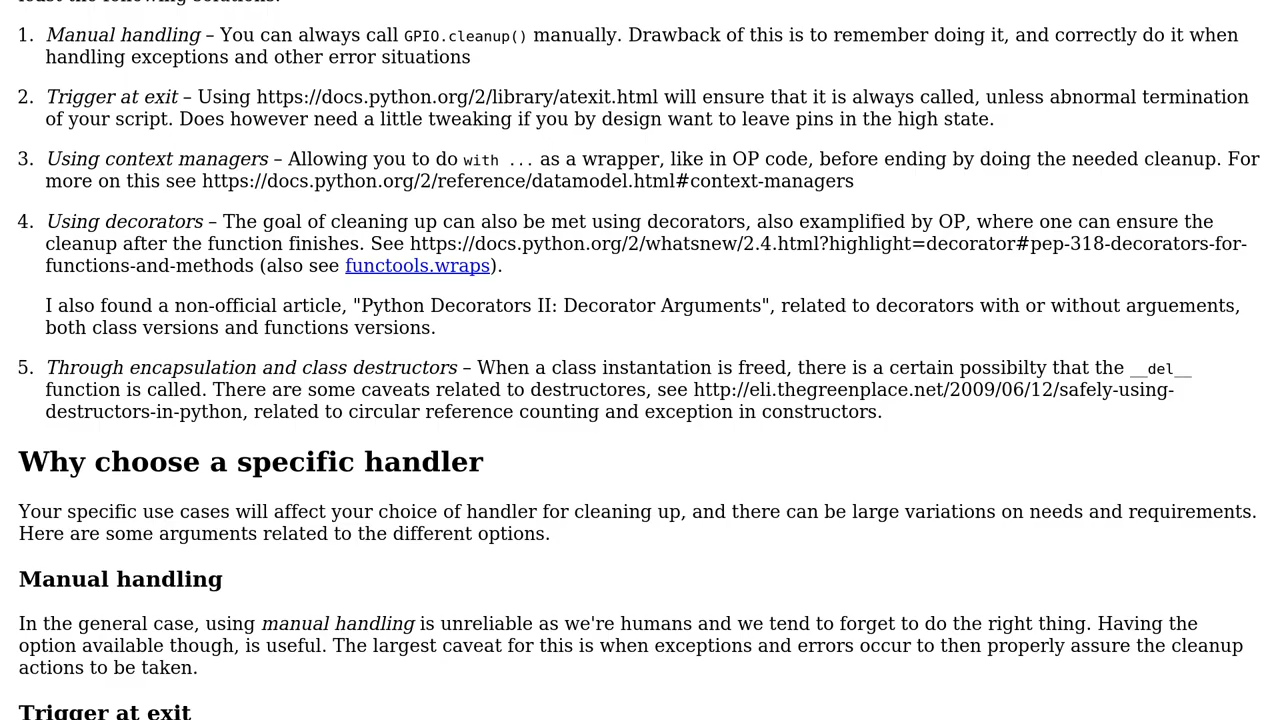 1. Manual handling – You can always call GPIO.cleanup() manually. Drawback of this is to remember doing it, and correctly do it when
handling exceptions and other error situations
2. Trigger at exit – Using https://docs.python.org/2/library/atexit.html will ensure that it is always called, unless abnormal termination
of your script. Does however need a little tweaking if you by design want to leave pins in the high state.
3. Using context managers – Allowing you to do with ... as a wrapper, like in OP code, before ending by doing the needed cleanup. For
more on this see https://docs.python.org/2/reference/datamodel.html#context-managers
4. Using decorators – The goal of cleaning up can also be met using decorators, also examplified by OP, where one can ensure the
cleanup after the function finishes. See https://docs.python.org/2/whatsnew/2.4.html?highlight=decorator#pep-318-decorators-for-
functions-and-methods (also see functools.wraps).
I also found a non-official article, "Python Decorators II: Decorator Arguments", related to decorators with or without arguements,
both class versions and functions versions.
5. Through encapsulation and class destructors – When a class instantation is freed, there is a certain possibilty that the __del__
function is called. There are some caveats related to destructores, see http://eli.thegreenplace.net/2009/06/12/safely-using-
destructors-in-python, related to circular reference counting and exception in constructors.
Why choose a specific handler
Your specific use cases will affect your choice of handler for cleaning up, and there can be large variations on needs and requirements.
Here are some arguments related to the different options.
Manual handling
In the general case, using manual handling is unreliable as we're humans and we tend to forget to do the right thing. Having the
option available though, is useful. The largest caveat for this is when exceptions and errors occur to then properly assure the cleanup
actions to be taken.
Trigger at exit